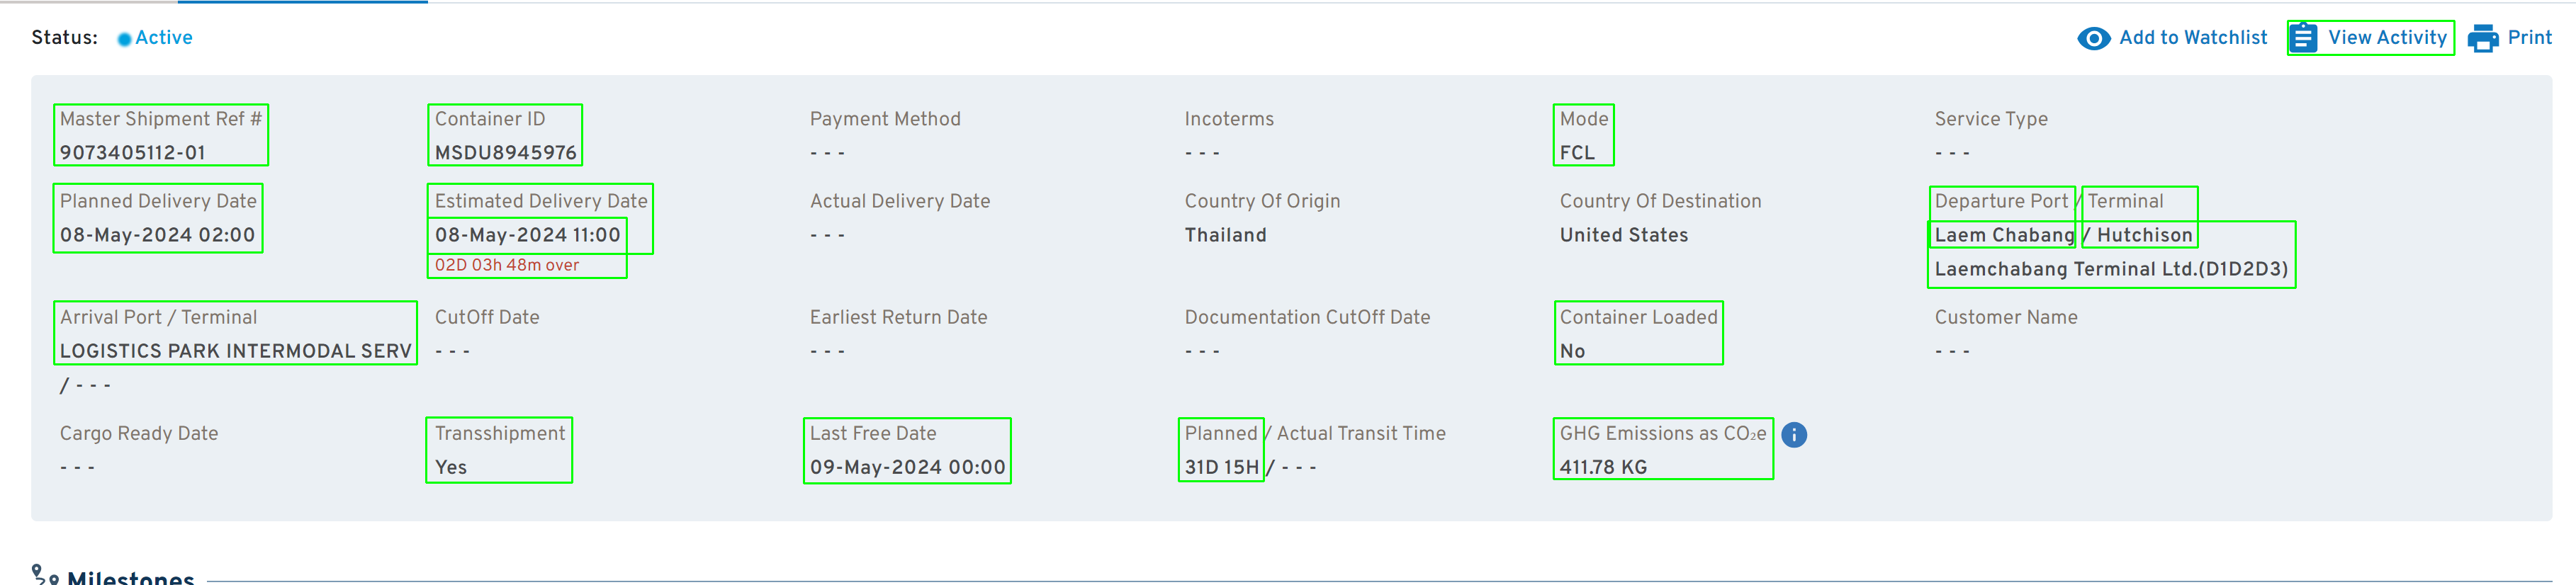 Status: Active Add to Watchlist View Activity Print
Master Shipment Ref # Container ID Payment Method Incoterms Mode Service Type
9073405112-01 MSDU8945976 - - - - - - FCL - - -
Planned Delivery Date Estimated Delivery Date Actual Delivery Date Country Of Origin Country Of Destination Departure Port / Terminal
08-May-2024 02:00 08-May-2024 11:00 - - - Thailand United States Laem Chabang / Hutchison
02D 03h 48m over Laemchabang Terminal Ltd.(D1D2D3)
Arrival Port / Terminal CutOff Date Earliest Return Date Documentation CutOff Date Container Loaded Customer Name
LOGISTICS PARK INTERMODAL SERV - - - - - - - - - No - - -
/ - - -
Cargo Ready Date Transshipment Last Free Date Planned / Actual Transit Time GHG Emissions as CO₂e
- - - Yes 09-May-2024 00:00 31D 15H / - - - 411.78 KG
Milestones